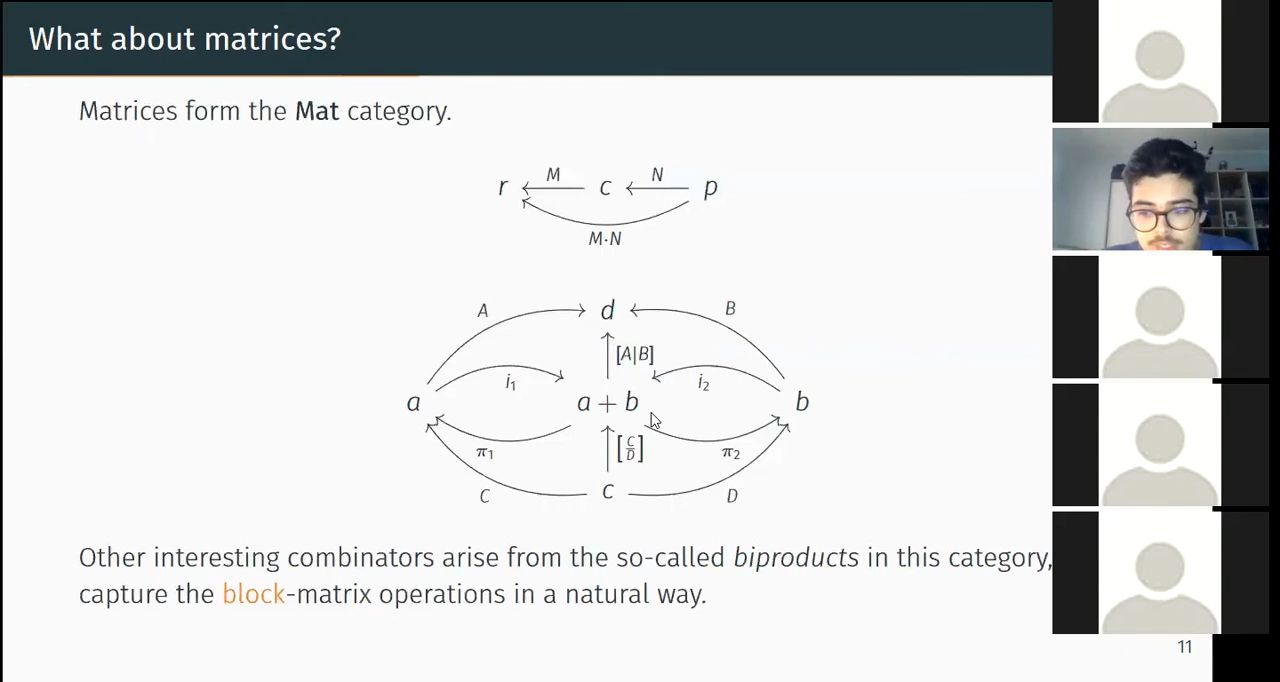 What about matrices?
Matrices form the Mat category.
r M c N p
M·N
A d B
[A|B]
i₁ i₂
a a + b b
π₁ [C/D] π₂
C c D
Other interesting combinators arise from the so-called biproducts in this category,
capture the block-matrix operations in a natural way.
11